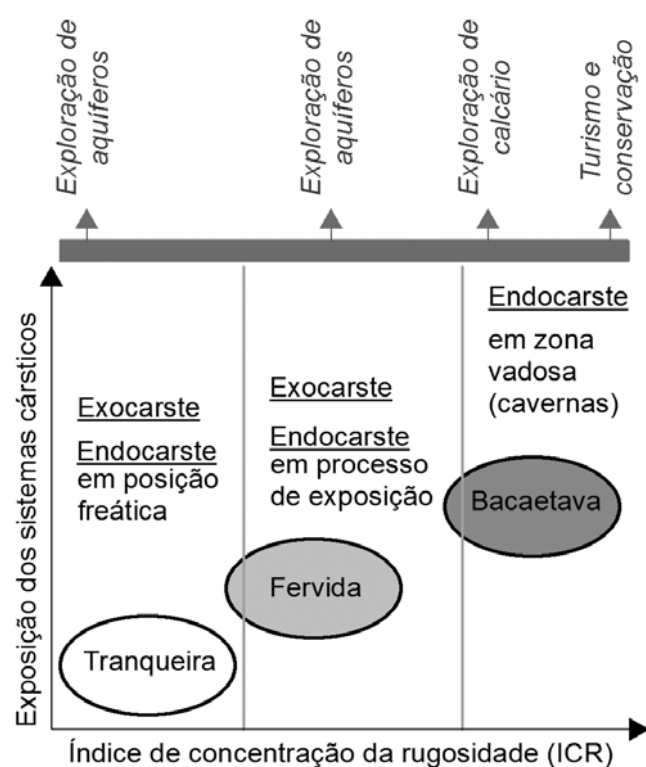 Exploração de
aquíferos
Exploração de
aquíferos
Exploração de
calcário
Turismo e
conservação
Exposição dos sistemas cársticos
Exocarste
Endocarste
em posição
freática
Exocarste
Endocarste
em processo
de exposição
Endocarste
em zona
vadosa
(cavernas)
Tranqueira
Fervida
Bacaetava
Índice de concentração da rugosidade (ICR)